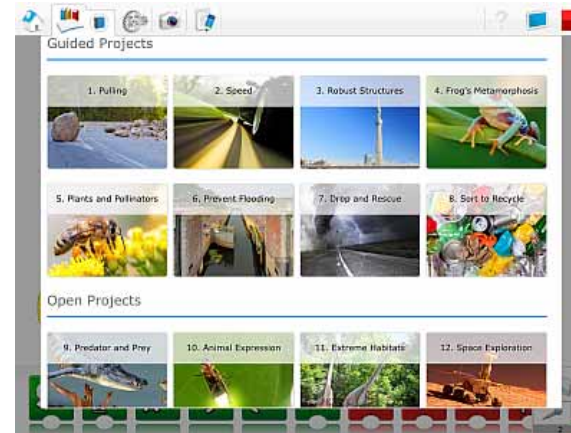 Guided Projects
1. Pulling
2. Speed
3. Robust Structures
4. Frog's Metamorphosis
5. Plants and Pollinators
6. Prevent Flooding
7. Drop and Rescue
8. Sort to Recycle
Open Projects
9. Predator and Prey
10. Animal Expression
11. Extreme Habitats
12. Space Exploration